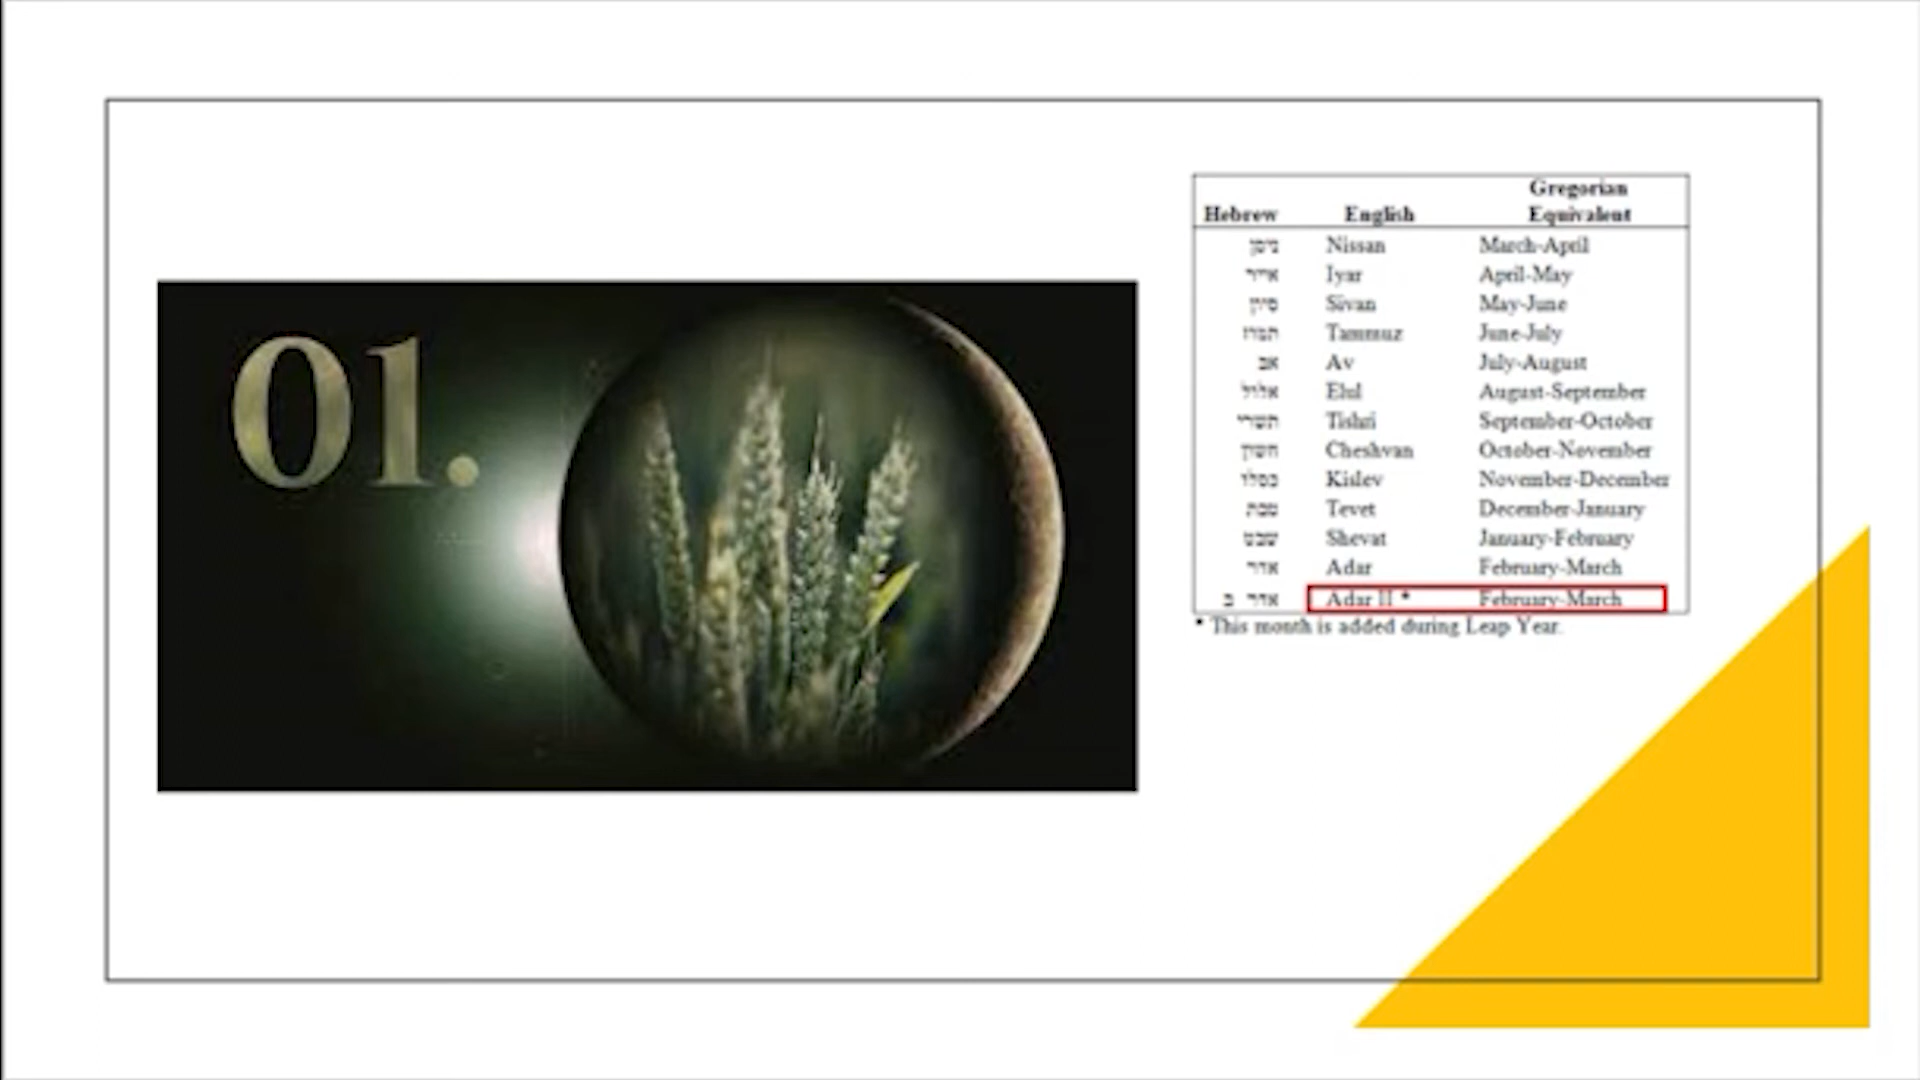 01.
Gregorian
Hebrew English Equivalent
ניסן Nissan March-April
אייר Iyar April-May
סיון Sivan May-June
תמוז Tammuz June-July
אב Av July-August
אלול Elul August-September
תשרי Tishri September-October
חשון Cheshvan October-November
כסלו Kislev November-December
טבת Tevet December-January
שבט Shevat January-February
אדר Adar February-March
אדר ב Adar II * February-March
* This month is added during Leap Year.